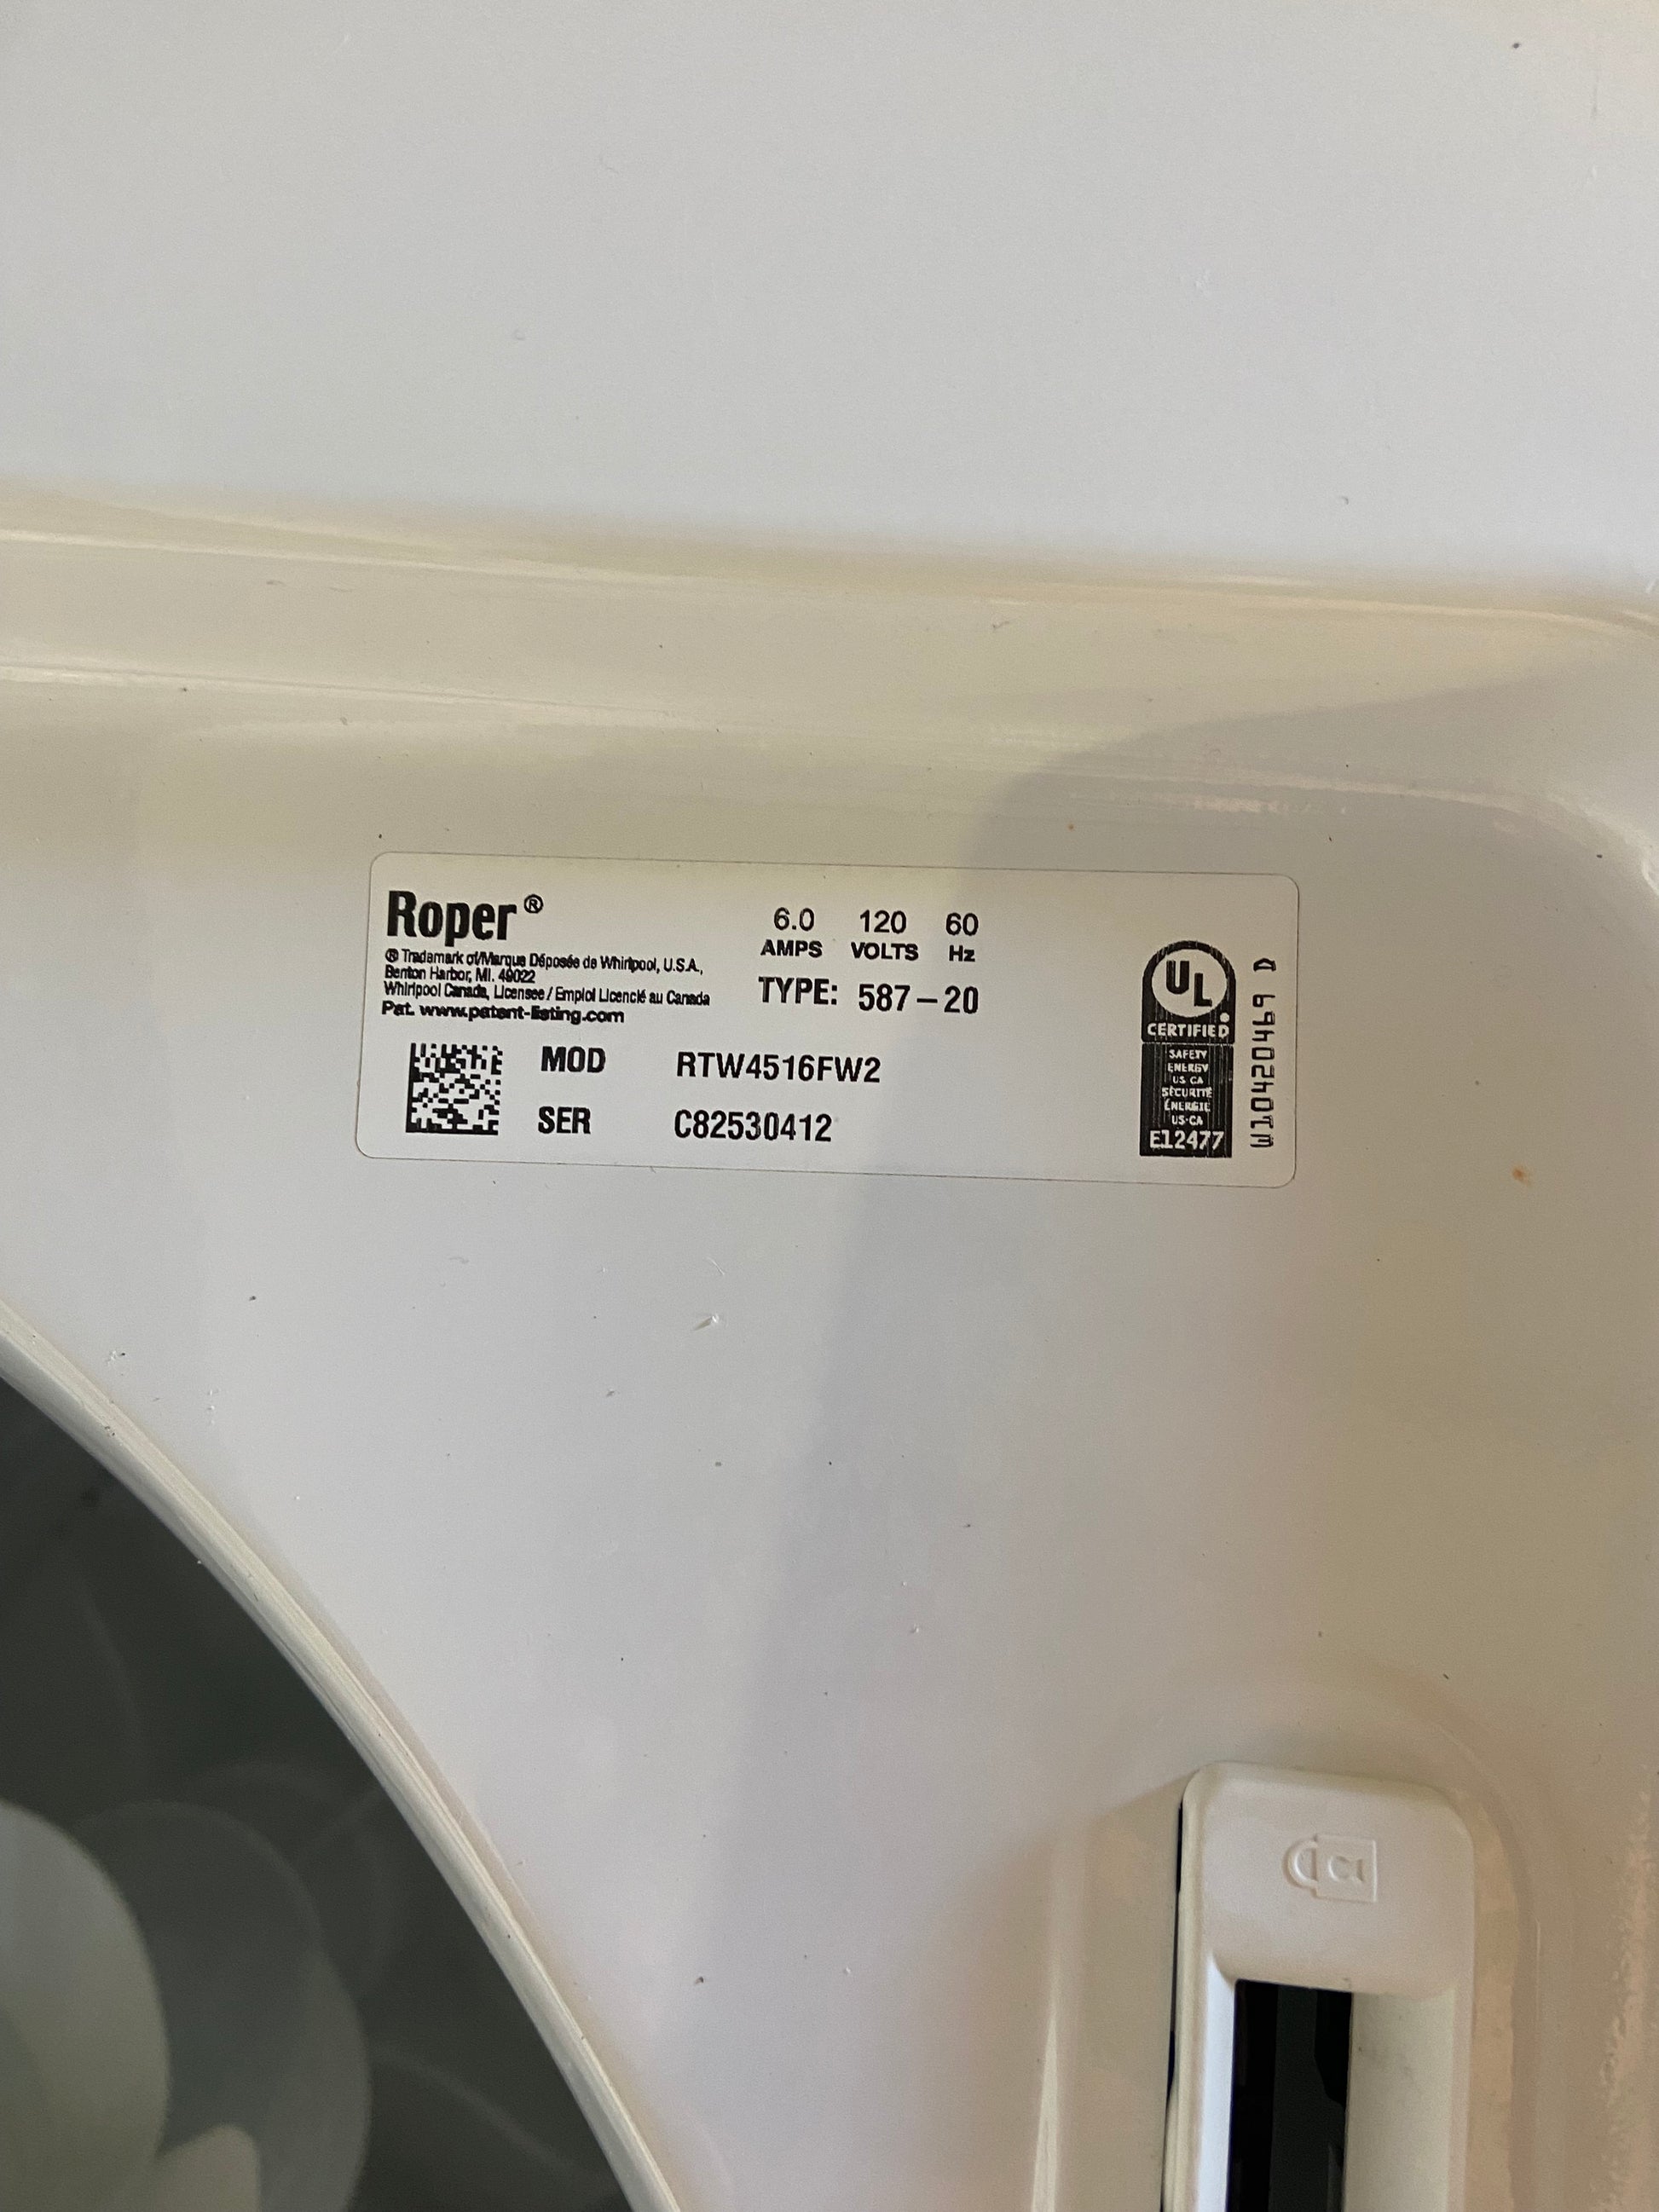 Roper®
® Trademark of/Marque Déposée de Whirlpool, U.S.A.,
Benton Harbor, MI. 49022
Whirlpool Canada, Licensee / Emploi Licencié au Canada
Pat. www.patent-listing.com
6.0 120 60
AMPS VOLTS Hz
TYPE: 587-20
MOD RTW4516FW2
SER C82530412
UL
CERTIFIED
SAFETY
ENERGY
US CA
SÉCURITÉ
ÉNERGIE
US-CA
E12477
W10420469 D